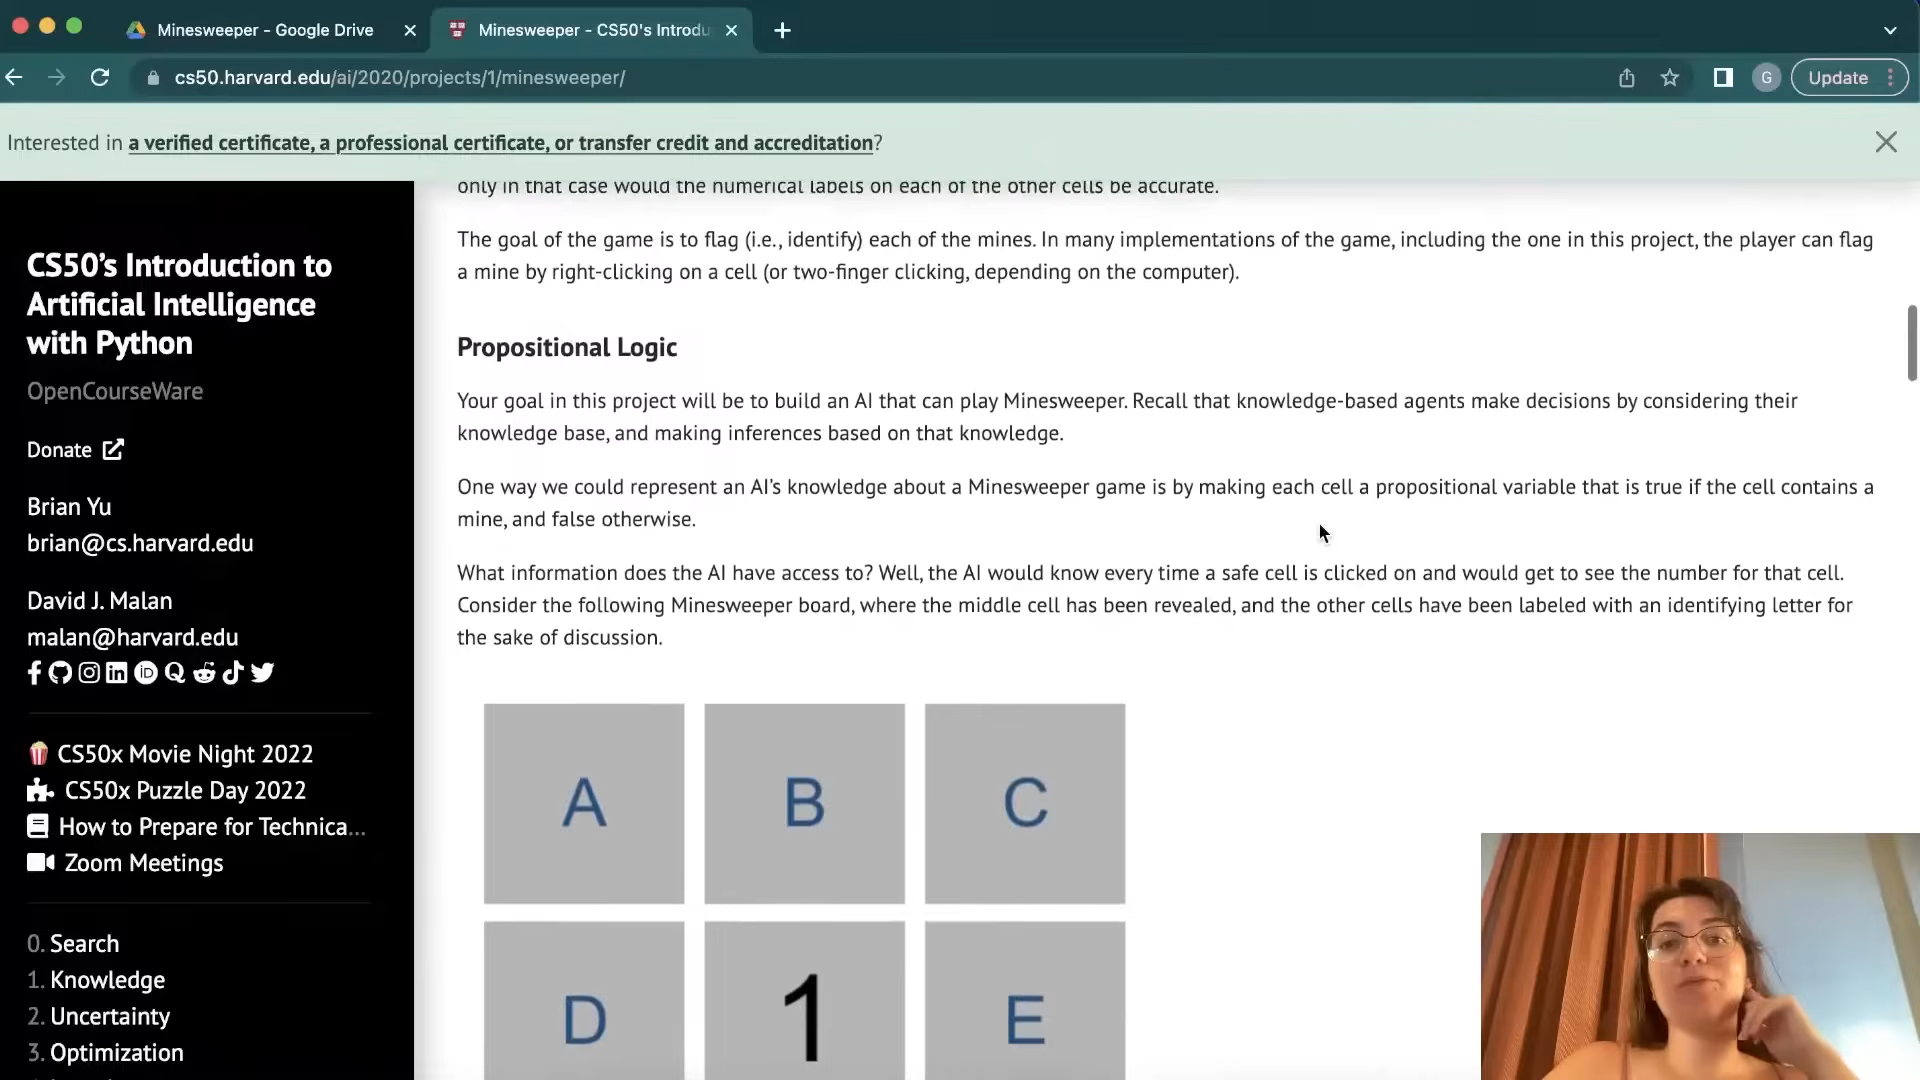 Minesweeper - Google Drive
Minesweeper - CS50's Introdu
cs50.harvard.edu/ai/2020/projects/1/minesweeper/
G
Update
Interested in a verified certificate, a professional certificate, or transfer credit and accreditation?
CS50's Introduction to
Artificial Intelligence
with Python
OpenCourseWare
Donate
Brian Yu
brian@cs.harvard.edu
David J. Malan
malan@harvard.edu
CS50x Movie Night 2022
CS50x Puzzle Day 2022
How to Prepare for Technica...
Zoom Meetings
0. Search
1. Knowledge
2. Uncertainty
3. Optimization
only in that case would the numerical labels on each of the other cells be accurate.
The goal of the game is to flag (i.e., identify) each of the mines. In many implementations of the game, including the one in this project, the player can flag
a mine by right-clicking on a cell (or two-finger clicking, depending on the computer).
Propositional Logic
Your goal in this project will be to build an AI that can play Minesweeper. Recall that knowledge-based agents make decisions by considering their
knowledge base, and making inferences based on that knowledge.
One way we could represent an AI's knowledge about a Minesweeper game is by making each cell a propositional variable that is true if the cell contains a
mine, and false otherwise.
What information does the AI have access to? Well, the AI would know every time a safe cell is clicked on and would get to see the number for that cell.
Consider the following Minesweeper board, where the middle cell has been revealed, and the other cells have been labeled with an identifying letter for
the sake of discussion.
A B C
D 1 E